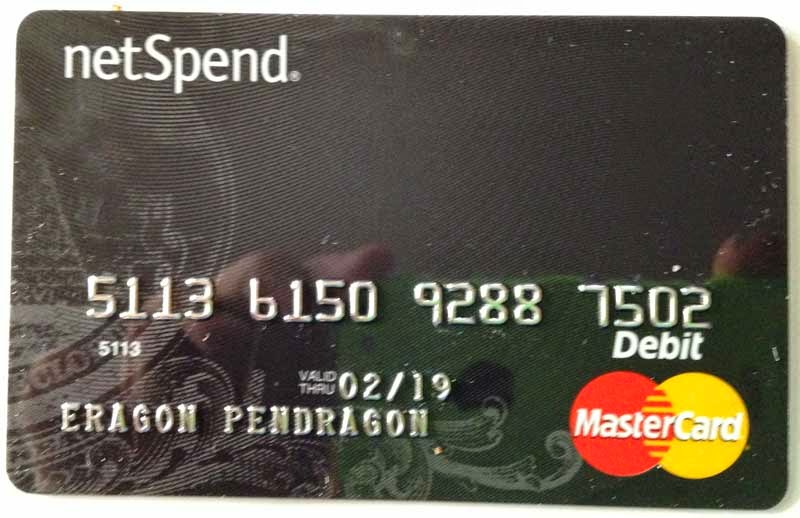 netSpend®
5113 6150 9288 7502
5113
Debit
VALID THRU 02/19
ERAGON PENDRAGON
MasterCard